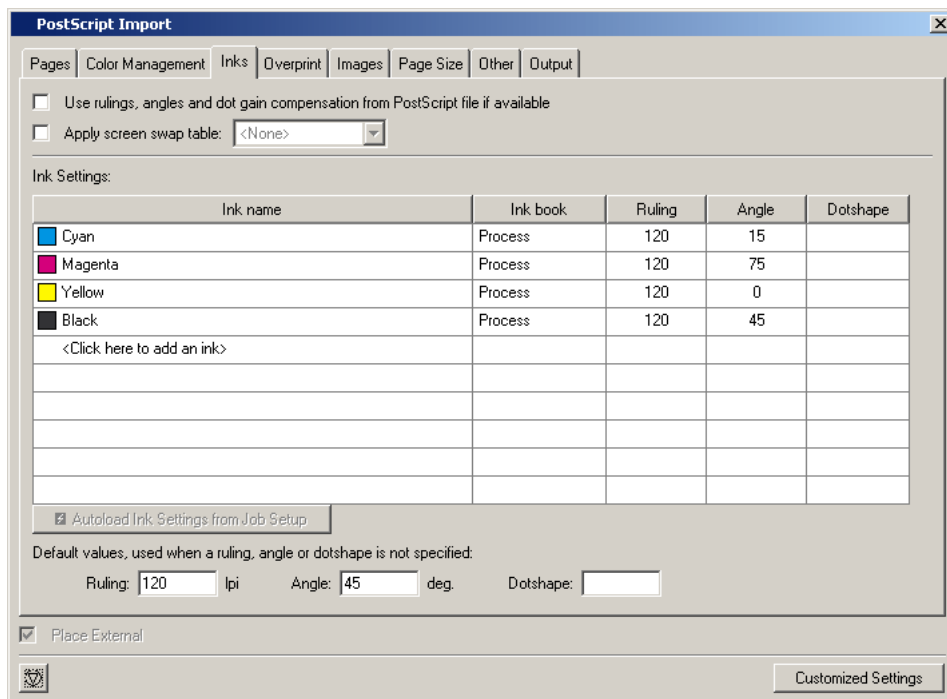 PostScript Import
Pages Color Management Inks Overprint Images Page Size Other Output
Use rulings, angles and dot gain compensation from PostScript file if available
Apply screen swap table: <None>
Ink Settings:
Ink name Ink book Ruling Angle Dotshape
Cyan Process 120 15
Magenta Process 120 75
Yellow Process 120 0
Black Process 120 45
<Click here to add an ink>
Autoload Ink Settings from Job Setup
Default values, used when a ruling, angle or dotshape is not specified:
Ruling: 120 lpi Angle: 45 deg. Dotshape:
Place External
Customized Settings